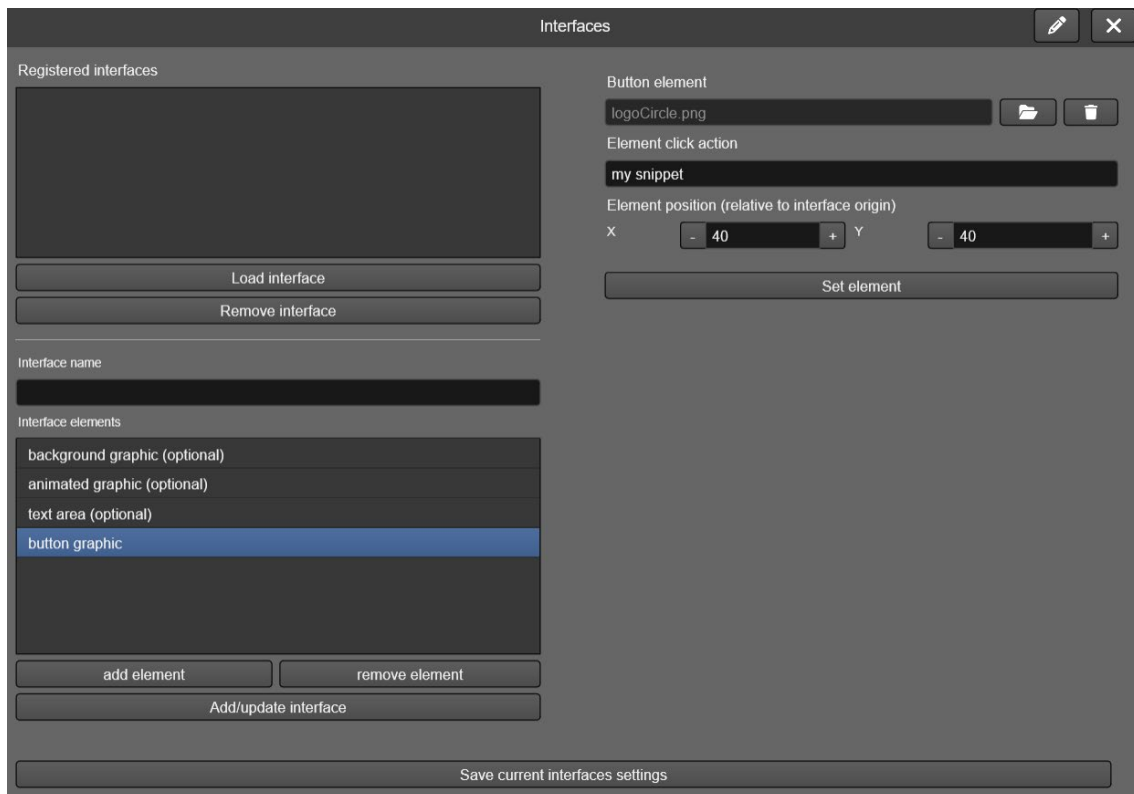 Interfaces
Registered interfaces
Load interface
Remove interface
Interface name
Interface elements
background graphic (optional)
animated graphic (optional)
text area (optional)
button graphic
add element remove element
Add/update interface
Button element
logoCircle.png
Element click action
my snippet
Element position (relative to interface origin)
X - 40 + Y - 40 +
Set element
Save current interfaces settings